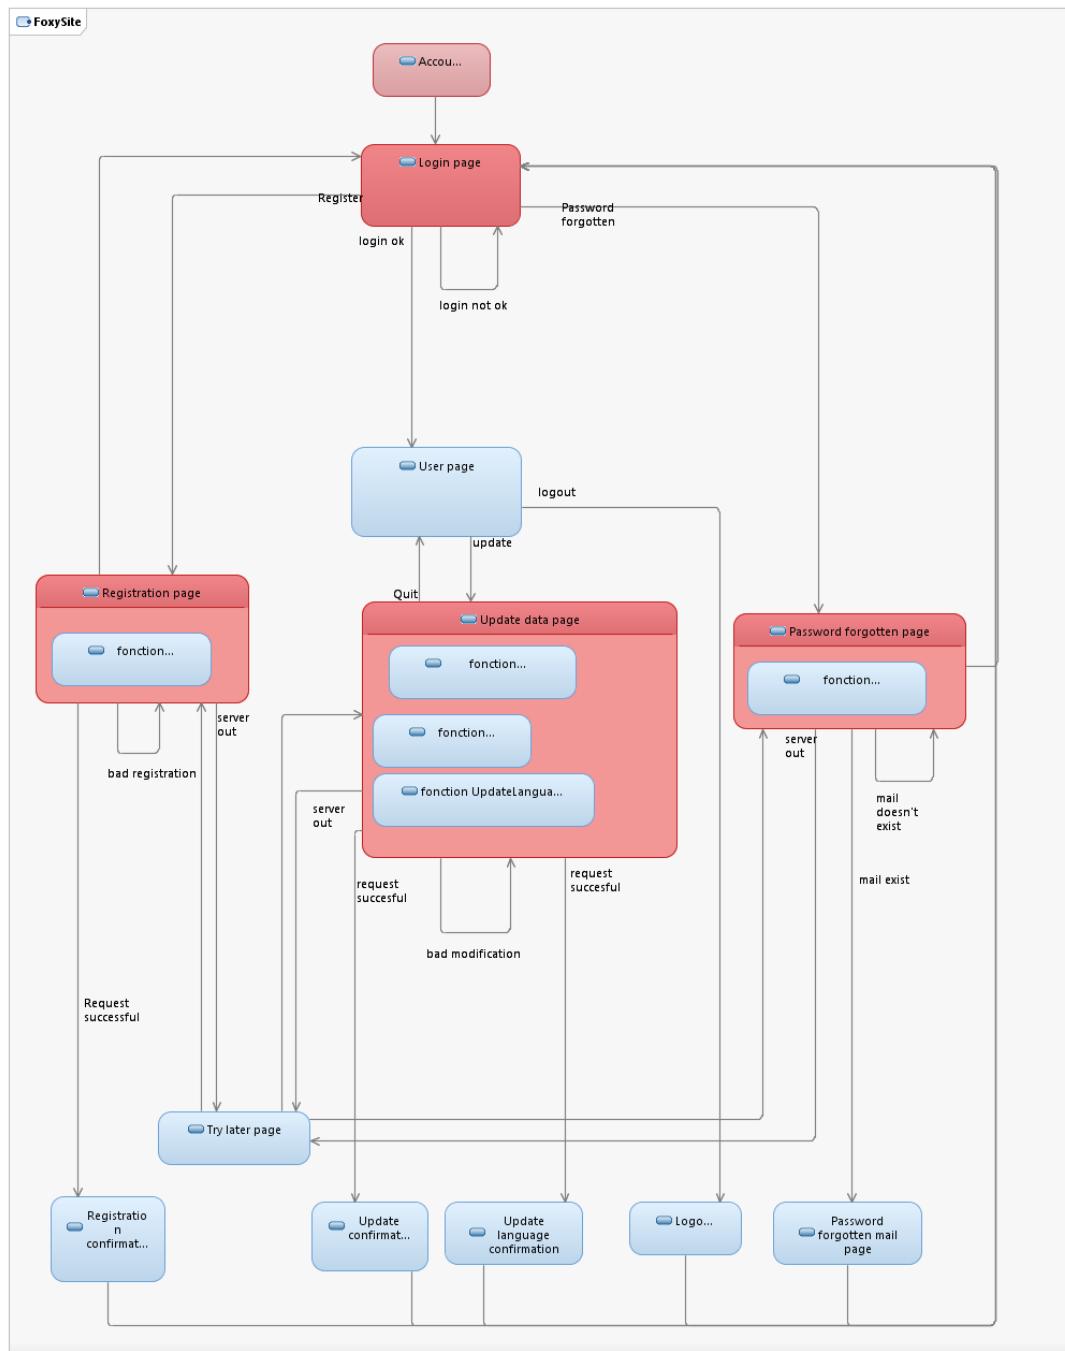 FoxySite
Accou...
Login page
Register
Password
forgotten
login ok
login not ok
User page
logout
update
Quit
Registration page
fonction...
Update data page
fonction...
fonction...
fonction UpdateLangua...
Password forgotten page
fonction...
server
out
bad registration
server
out
server
out
mail
doesn't
exist
request
succesful
request
succesful
mail exist
bad modification
Request
successful
Try later page
Registratio
n
confirmat...
Update
confirmat...
Update
language
confirmation
Logo...
Password
forgotten mail
page